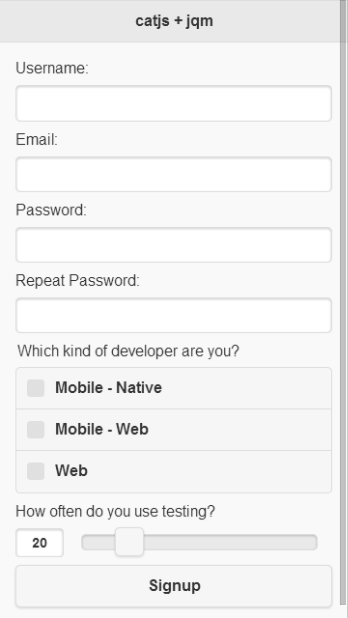 catjs + jqm
Username:
Email:
Password:
Repeat Password:
Which kind of developer are you?
Mobile - Native
Mobile - Web
Web
How often do you use testing?
20
Signup